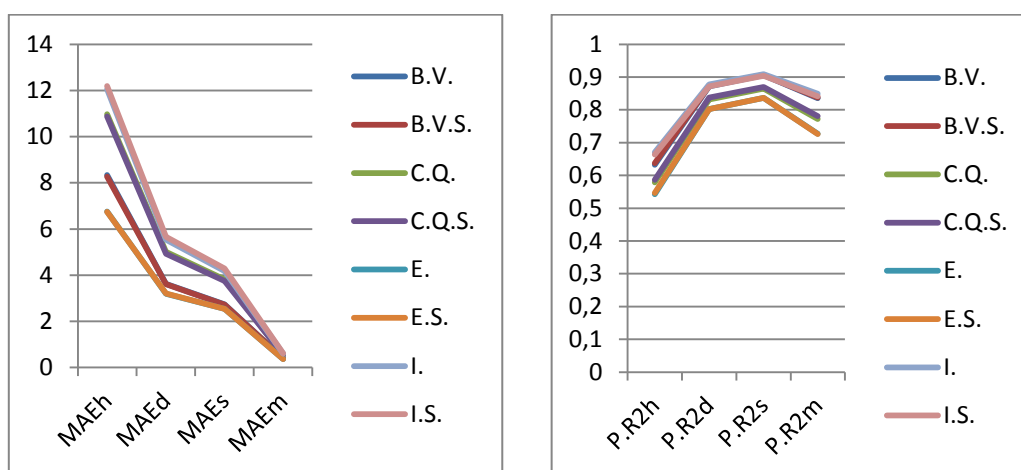 14
12
10
8
6
4
2
0
MAEh
MAEd
MAEs
MAEm
B.V.
B.V.S.
C.Q.
C.Q.S.
E.
E.S.
I.
I.S.
1
0,9
0,8
0,7
0,6
0,5
0,4
0,3
0,2
0,1
0
P.R2h
P.R2d
P.R2s
P.R2m
B.V.
B.V.S.
C.Q.
C.Q.S.
E.
E.S.
I.
I.S.